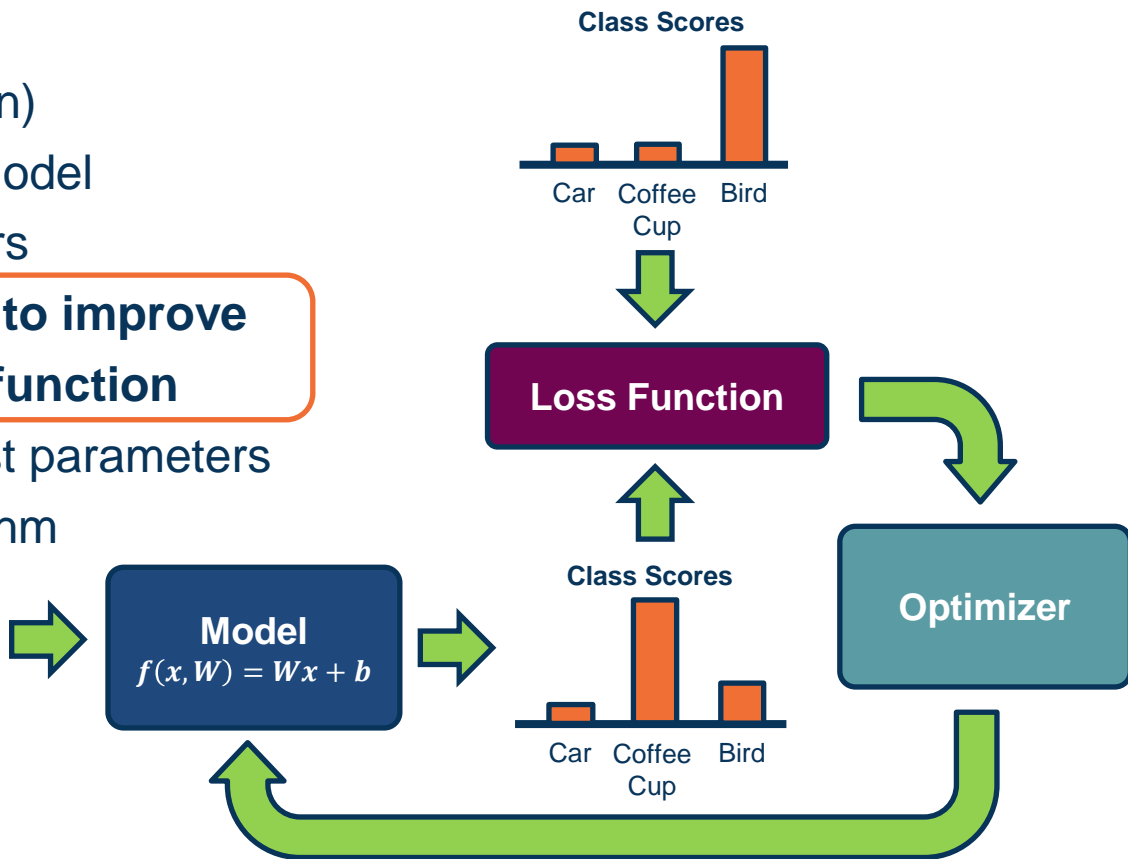 n)
odel
rs
to improve
function
st parameters
hm
Class Scores
Car Coffee Bird
Cup
Loss Function
Class Scores
Car Coffee Bird
Cup
Model
f(x, W) = Wx + b
Optimizer